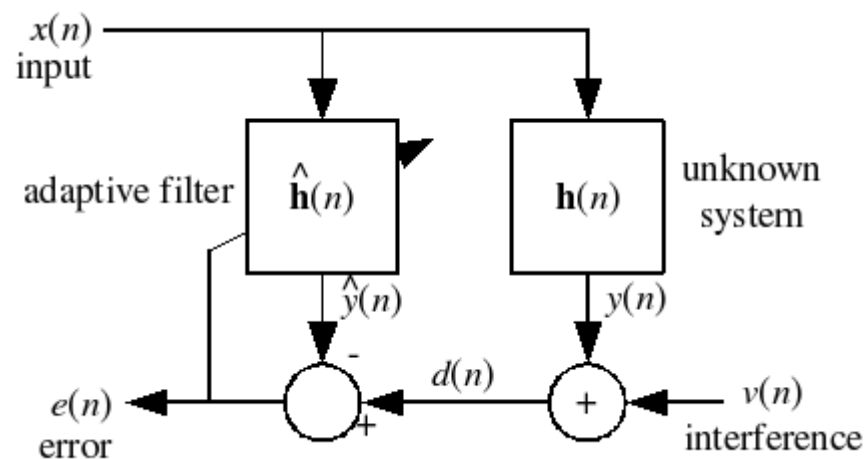 x(n)
input
adaptive filter
ĥ(n)
h(n)
unknown
system
ŷ(n)
y(n)
-
d(n)
+
+
e(n)
error
v(n)
interference